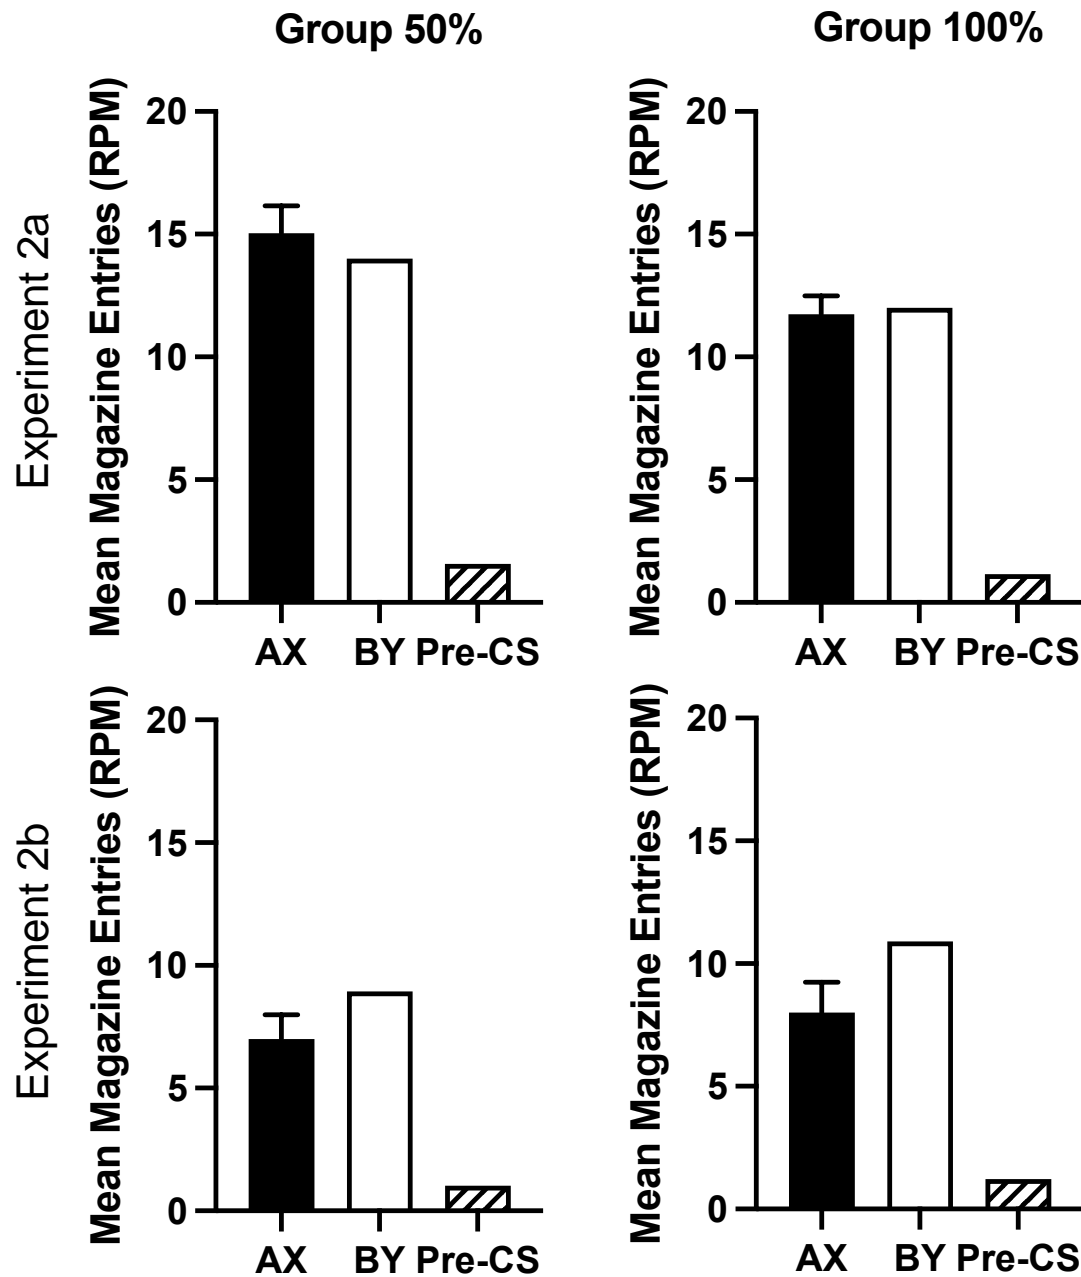 Group 50%
Group 100%
Experiment 2a
Mean Magazine Entries (RPM)
20
15
10
5
0
AX BY Pre-CS
Mean Magazine Entries (RPM)
20
15
10
5
0
AX BY Pre-CS
Experiment 2b
Mean Magazine Entries (RPM)
20
15
10
5
0
AX BY Pre-CS
Mean Magazine Entries (RPM)
20
15
10
5
0
AX BY Pre-CS